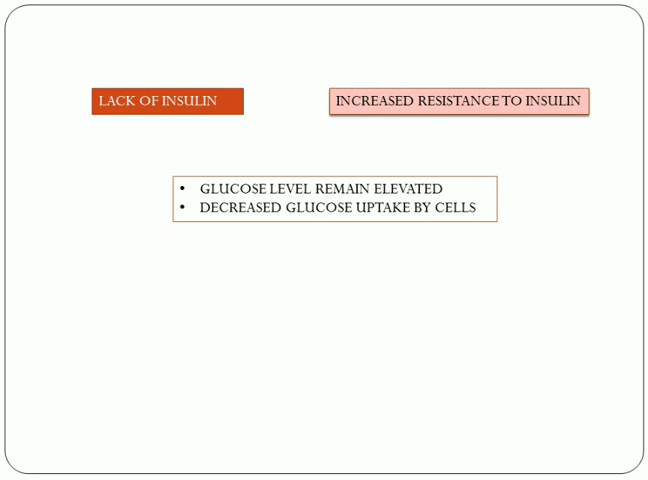 LACK OF INSULIN
INCREASED RESISTANCE TO INSULIN
• GLUCOSE LEVEL REMAIN ELEVATED
• DECREASED GLUCOSE UPTAKE BY CELLS